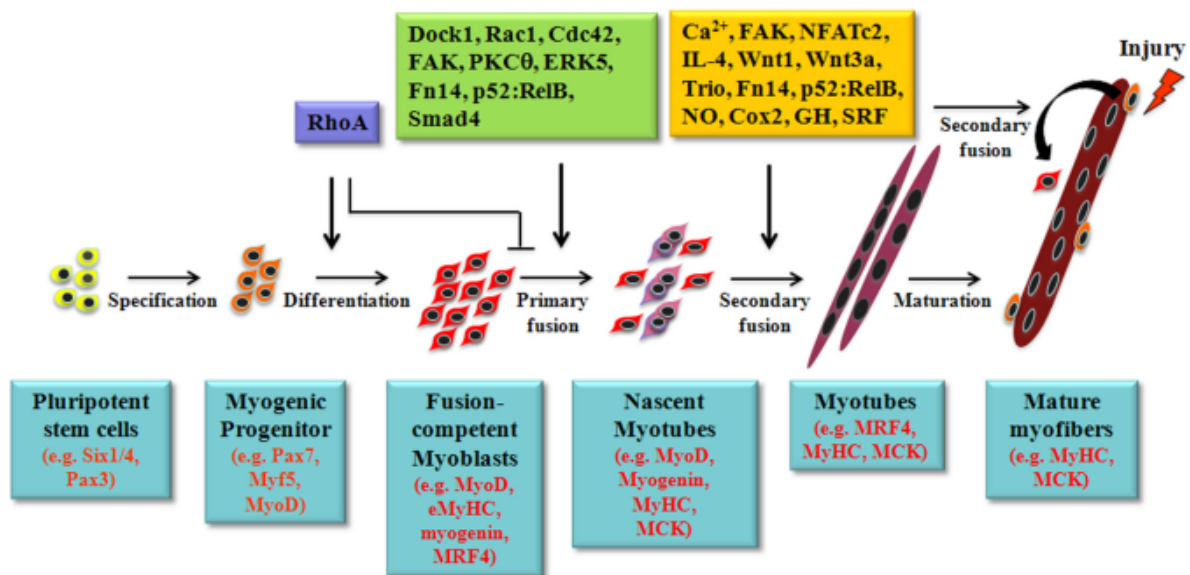 Dock1, Rac1, Cdc42,
FAK, PKCθ, ERK5,
Fn14, p52:RelB,
Smad4
Ca²⁺, FAK, NFATc2,
IL-4, Wnt1, Wnt3a,
Trio, Fn14, p52:RelB,
NO, Cox2, GH, SRF
Injury
RhoA
Secondary
fusion
Specification
Differentiation
Primary
fusion
Secondary
fusion
Maturation
Pluripotent
stem cells
(e.g. Six1/4,
Pax3)
Myogenic
Progenitor
(e.g. Pax7,
Myf5,
MyoD)
Fusion-
competent
Myoblasts
(e.g. MyoD,
eMyHC,
myogenin,
MRF4)
Nascent
Myotubes
(e.g. MyoD,
Myogenin,
MyHC,
MCK)
Myotubes
(e.g. MRF4,
MyHC, MCK)
Mature
myofibers
(e.g. MyHC,
MCK)